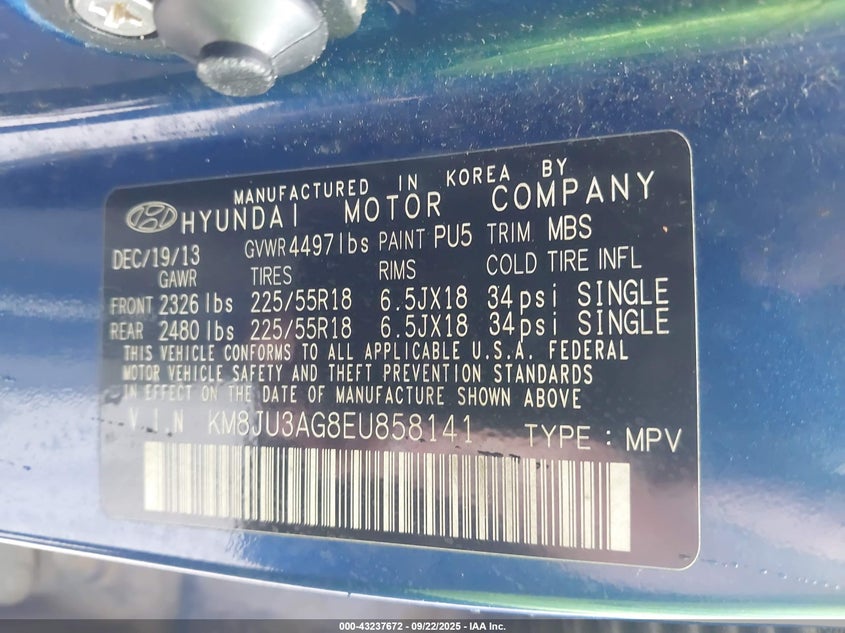 MANUFACTURED IN KOREA BY
HYUNDAI MOTOR COMPANY
DEC/19/13 GVWR 4497lbs PAINT PU5 TRIM MBS
GAWR TIRES RIMS COLD TIRE INFL
FRONT 2326 lbs 225/55R18 6.5JX18 34psi SINGLE
REAR 2480 lbs 225/55R18 6.5JX18 34psi SINGLE
THIS VEHICLE CONFORMS TO ALL APPLICABLE U.S.A. FEDERAL
MOTOR VEHICLE SAFETY AND THEFT PREVENTION STANDARDS
IN EFFECT ON THE DATE OF MANUFACTURE SHOWN ABOVE
V.I.N KM8JU3AG8EU858141 TYPE : MPV
000-43237672 - 09/22/2025 - IAA Inc.